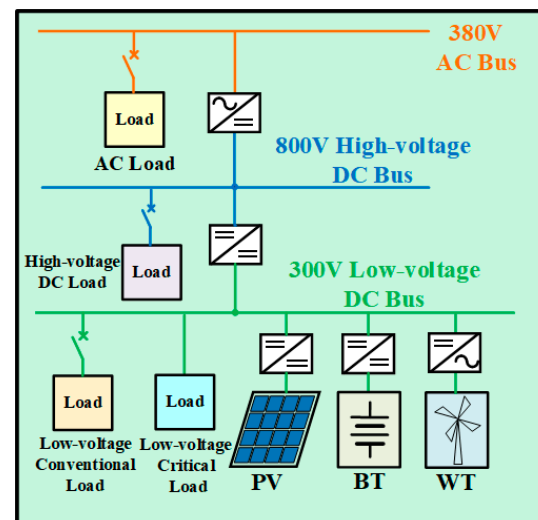 380V
AC Bus
Load
AC Load
800V High-voltage
DC Bus
High-voltage
DC Load
Load
300V Low-voltage
DC Bus
Load
Load
Low-voltage
Conventional
Load
Low-voltage
Critical
Load
PV
BT
WT